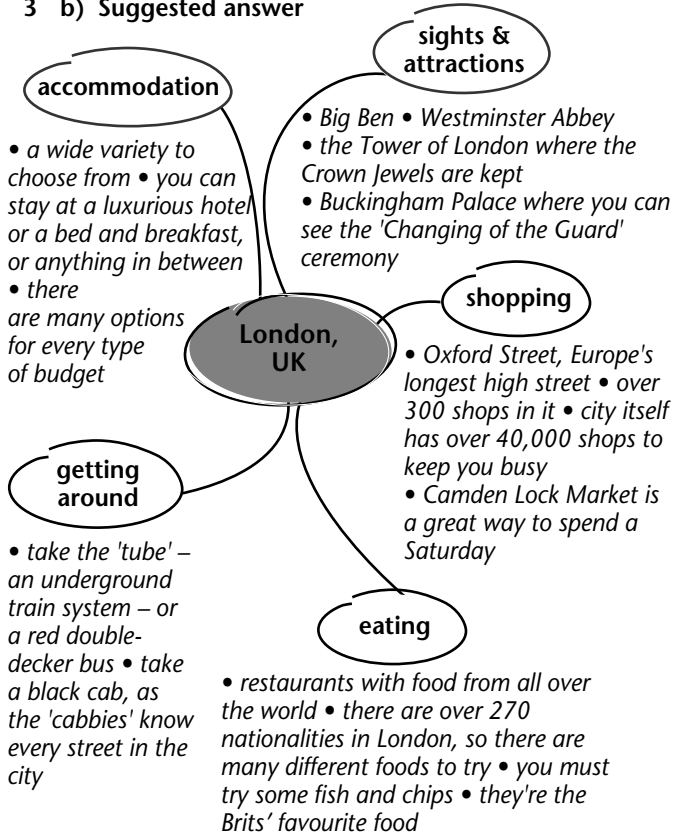 3 b) Suggested answer
sights &
attractions
accommodation
• Big Ben • Westminster Abbey
• the Tower of London where the
Crown Jewels are kept
• Buckingham Palace where you can
see the 'Changing of the Guard'
ceremony
• a wide variety to
choose from • you can
stay at a luxurious hotel
or a bed and breakfast,
or anything in between
• there
are many options
for every type
of budget
London,
UK
shopping
• Oxford Street, Europe's
longest high street • over
300 shops in it • city itself
has over 40,000 shops to
keep you busy
• Camden Lock Market is
a great way to spend a
Saturday
getting
around
• take the 'tube' –
an underground
train system – or
a red double-
decker bus • take
a black cab, as
the 'cabbies' know
every street in the
city
eating
• restaurants with food from all over
the world • there are over 270
nationalities in London, so there are
many different foods to try • you must
try some fish and chips • they're the
Brits’ favourite food